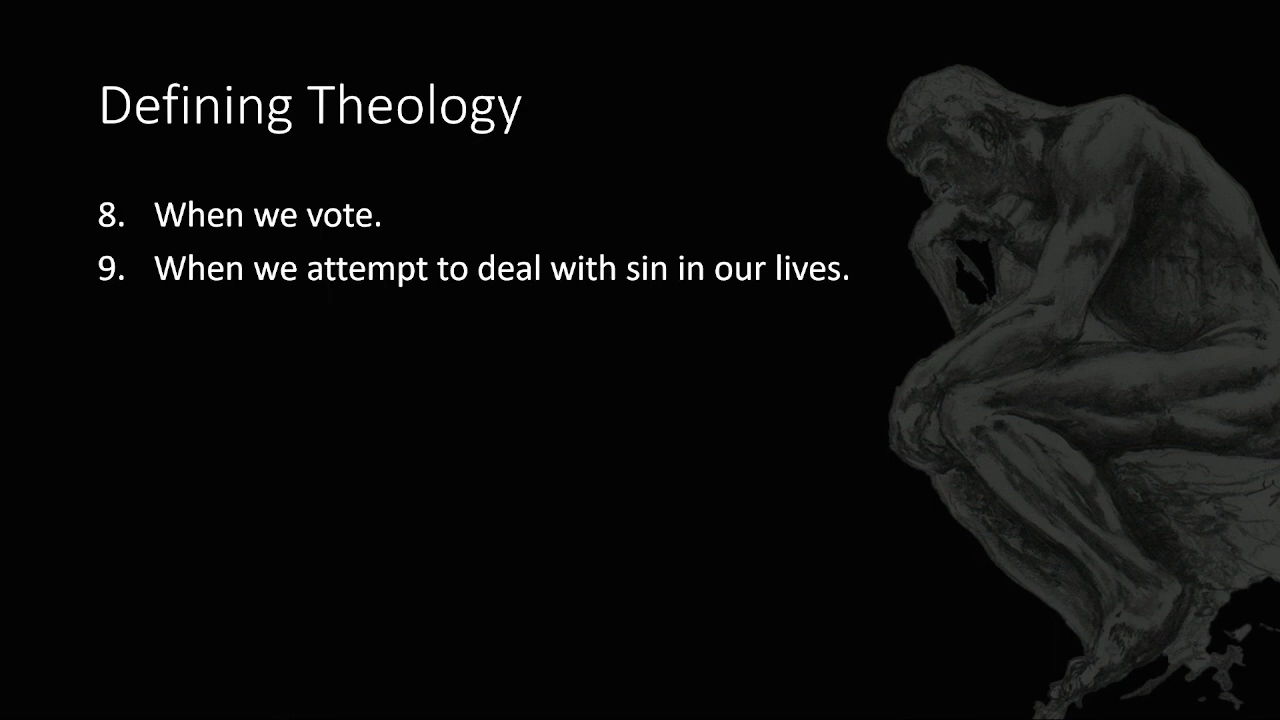 Defining Theology
8. When we vote.
9. When we attempt to deal with sin in our lives.